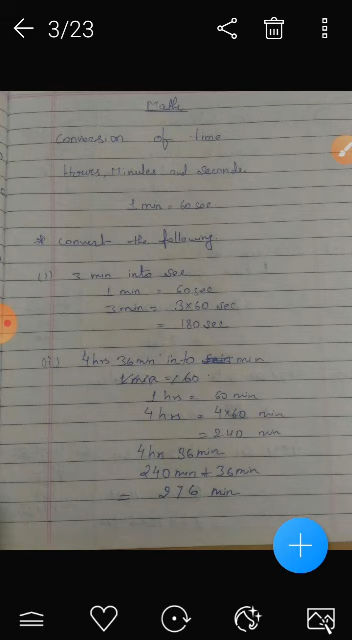 3/23
Maths
Conversion of time
Hours, Minutes and seconds
1 min = 60 sec
* Convert the following
(i) 3 min into sec
1 min = 60 sec
3 min = 3×60 sec
= 180 sec
(ii) 4 hrs 36 min into min
1 hrs = 60 min
4 hrs = 4×60 min
= 240 min
4 hr 36 min
240 min + 36 min
= 276 min